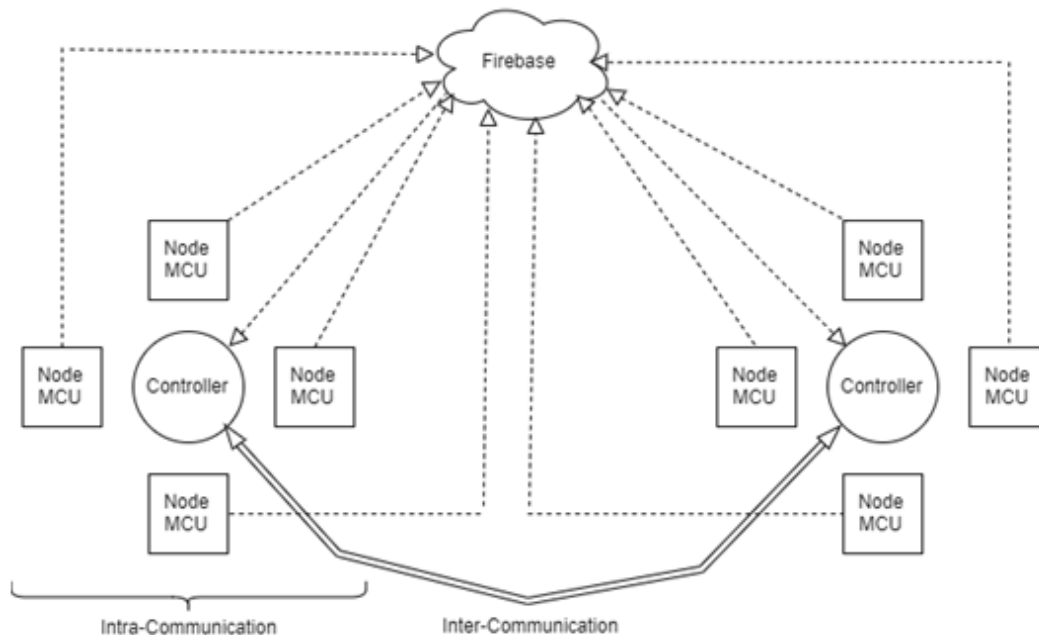 Firebase
Node
MCU
Node
MCU
Node
MCU
Controller
Node
MCU
Node
MCU
Controller
Node
MCU
Node
MCU
Node
MCU
Intra-Communication
Inter-Communication